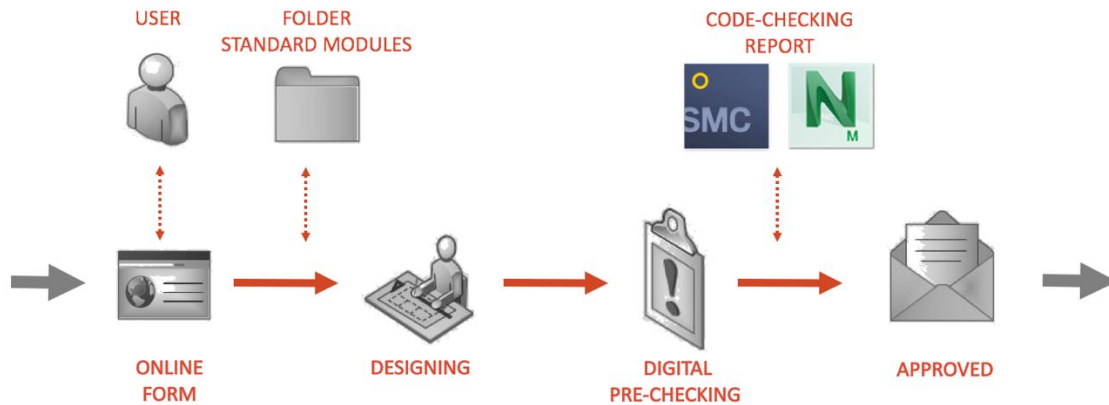 USER
FOLDER
STANDARD MODULES
CODE-CHECKING
REPORT
SMC
N
M
ONLINE
FORM
DESIGNING
DIGITAL
PRE-CHECKING
APPROVED